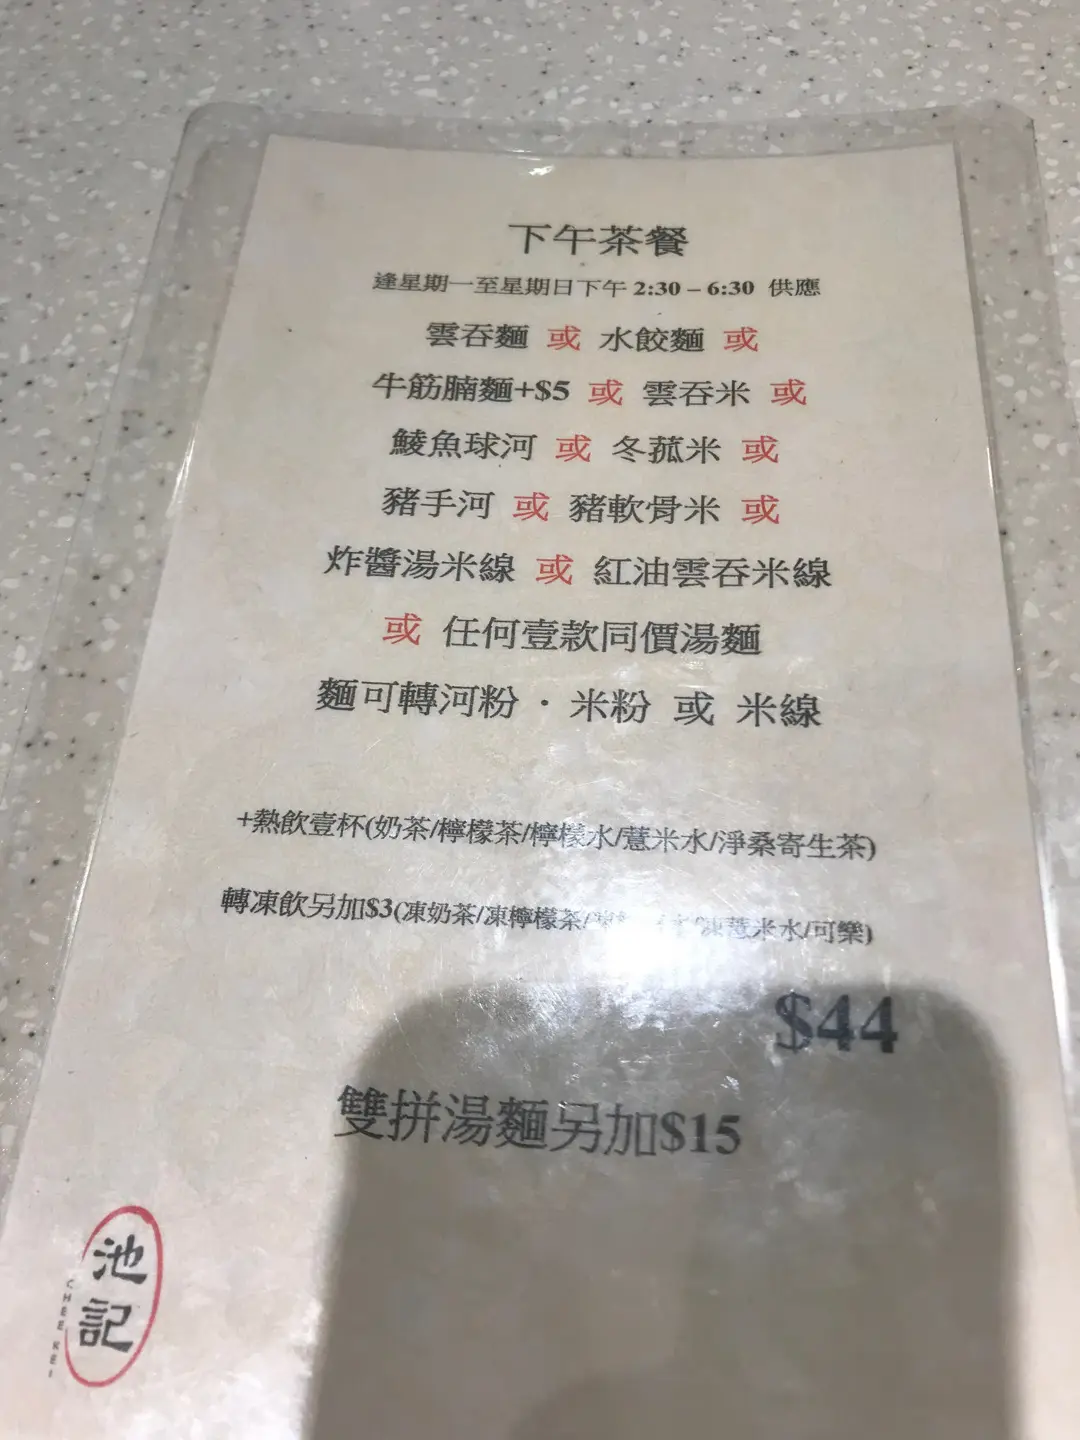 下午茶餐
逢星期一至星期日下午 2:30 – 6:30 供應
雲吞麵 或 水餃麵 或
牛筋腩麵+$5 或 雲吞米 或
鯪魚球河 或 冬菰米 或
豬手河 或 豬軟骨米 或
炸醬湯米線 或 紅油雲吞米線
或 任何壹款同價湯麵
麵可轉河粉 · 米粉 或 米線
+熱飲壹杯(奶茶/檸檬茶/檸檬水/薏米水/淨桑寄生茶)
轉凍飲另加$3(凍奶茶/凍檸檬茶/凍薏米水/可樂)
$44
雙拼湯麵另加$15
池記
CHEE KEI